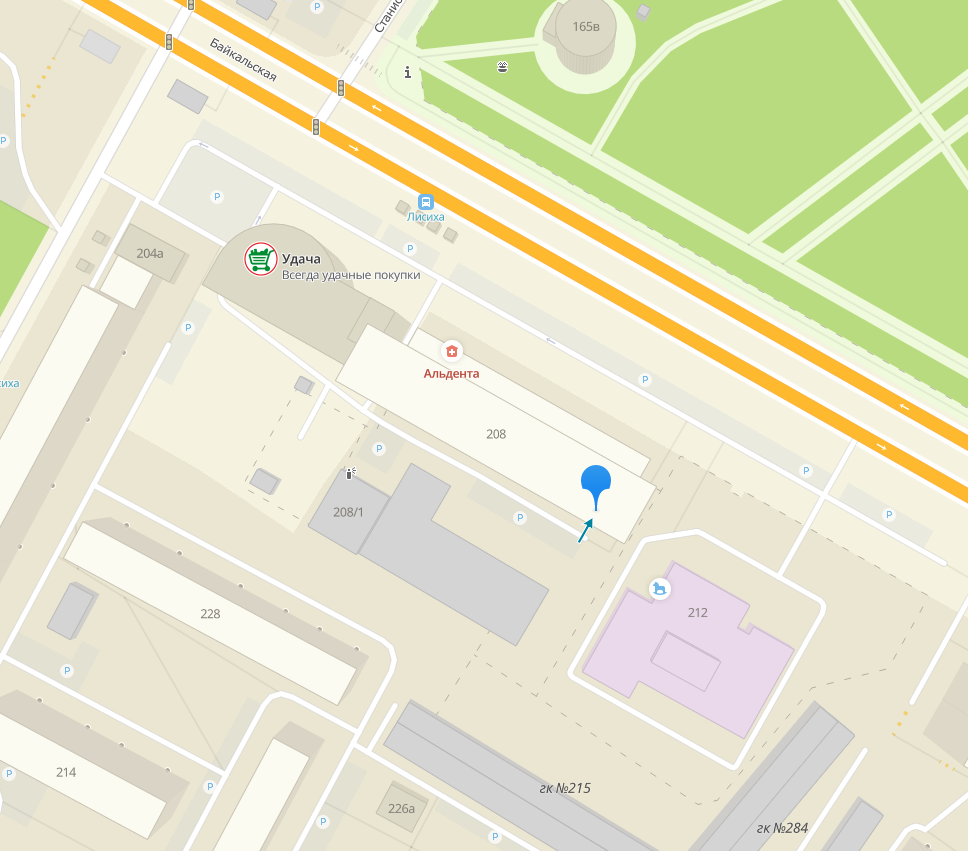 Р
Станис
165в
Байкальская
i
Р
Р
Лисиха
Р
204а
Удача
Всегда удачные покупки
Р
Альдента
Р
сиха
208
Р
Р
208/1
Р
Р
212
228
Р
214
Р
Р
гк №215
226а
Р
Р
гк №284